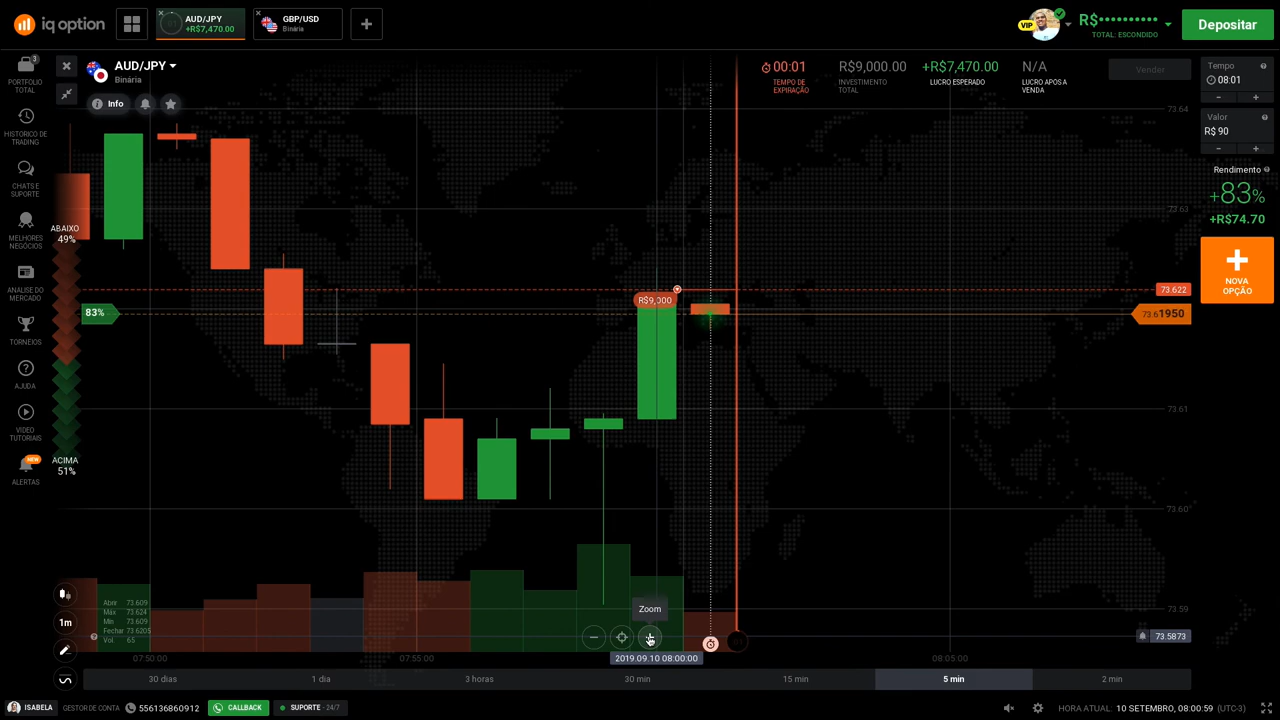 iq option
AUD/JPY
+R$7,470.00
GBP/USD
Binária
VIP
R$••••••••••
TOTAL: ESCONDIDO
Depositar
3
PORTFOLIO
TOTAL
HISTÓRICO DE
TRADING
CHATS E
SUPORTE
MELHORES
NEGÓCIOS
ANÁLISE DO
MERCADO
TORNEIOS
AJUDA
VÍDEO
TUTORIAIS
NEW
ALERTAS
AUD/JPY
Binária
Info
00:01
TEMPO DE
EXPIRAÇÃO
R$9,000.00
INVESTIMENTO
TOTAL
+R$7,470.00
LUCRO ESPERADO
N/A
LUCRO APÓS A
VENDA
Vender
Tempo
08:01
-
+
Valor
R$ 90
-
+
Rendimento
+83%
+R$74.70
NOVA
OPÇÃO
73.64
73.63
73.622
73.61950
73.61
73.60
73.59
73.5873
ABAIXO
49%
83%
ACIMA
51%
R$9,000
Abrir 73.609
Máx 73.624
Mín 73.609
Fechar 73.6205
Vol. 65
1m
Zoom
07:50:00
07:55:00
2019.09.10 08:00:00
08:05:00
30 dias
1 dia
3 horas
30 min
15 min
5 min
2 min
ISABELA
GESTOR DE CONTA
556136860912
CALLBACK
SUPORTE - 24/7
HORA ATUAL: 10 SETEMBRO, 08:00:59 (UTC-3)